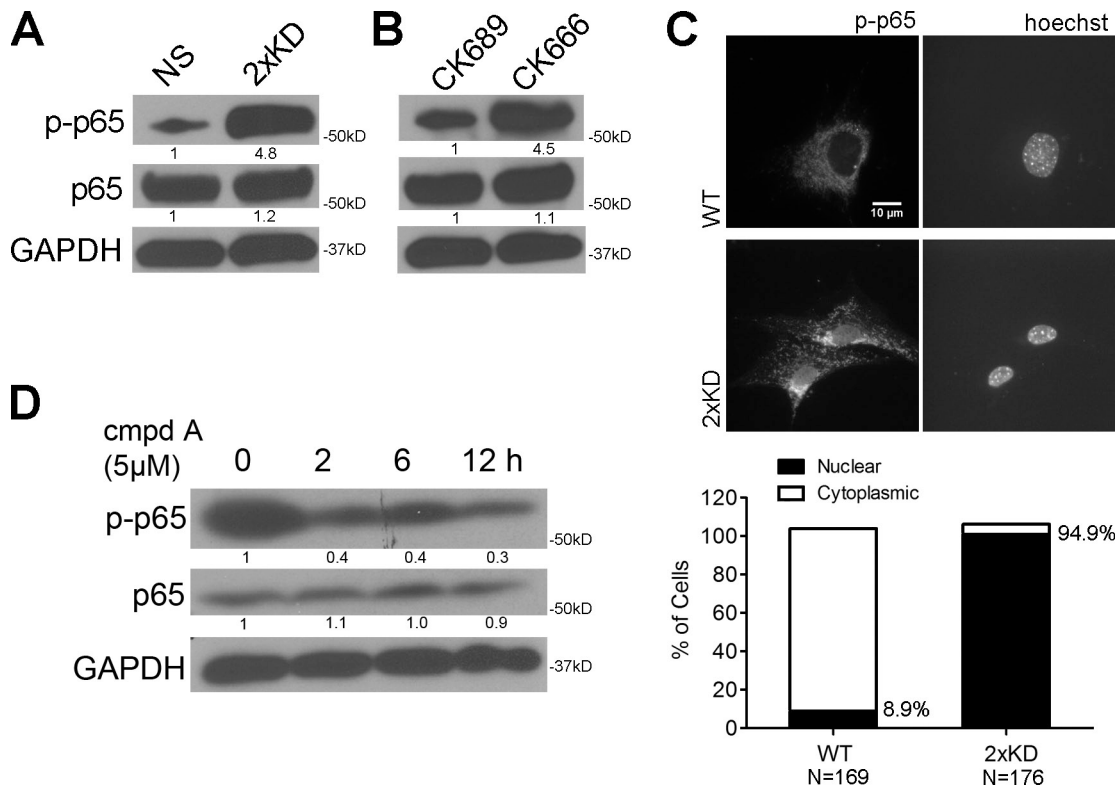 A
NS 2xKD
p-p65
-50kD
1 4.8
p65
-50kD
1 1.2
GAPDH
-37kD
B
CK689 CK666
-50kD
1 4.5
-50kD
1 1.1
-37kD
C
p-p65 hoechst
WT
10 µm
2xKD
Nuclear
Cytoplasmic
% of Cells
120
100
80
60
40
20
0
8.9%
94.9%
WT 2xKD
N=169 N=176
D
cmpd A
(5µM) 0 2 6 12 h
p-p65
-50kD
1 0.4 0.4 0.3
p65
-50kD
1 1.1 1.0 0.9
GAPDH
-37kD